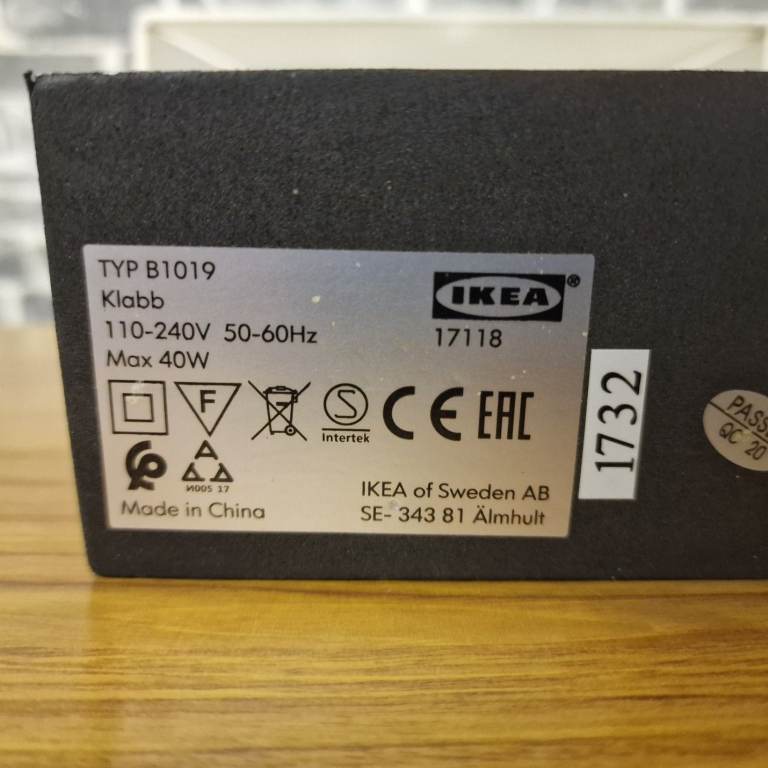 TYP B1019
Klabb
110-240V 50-60Hz
Max 40W
IKEA®
17118
F
S
Intertek
CE
EAC
A
И005 17
Made in China
IKEA of Sweden AB
SE- 343 81 Älmhult
1732
QC 20